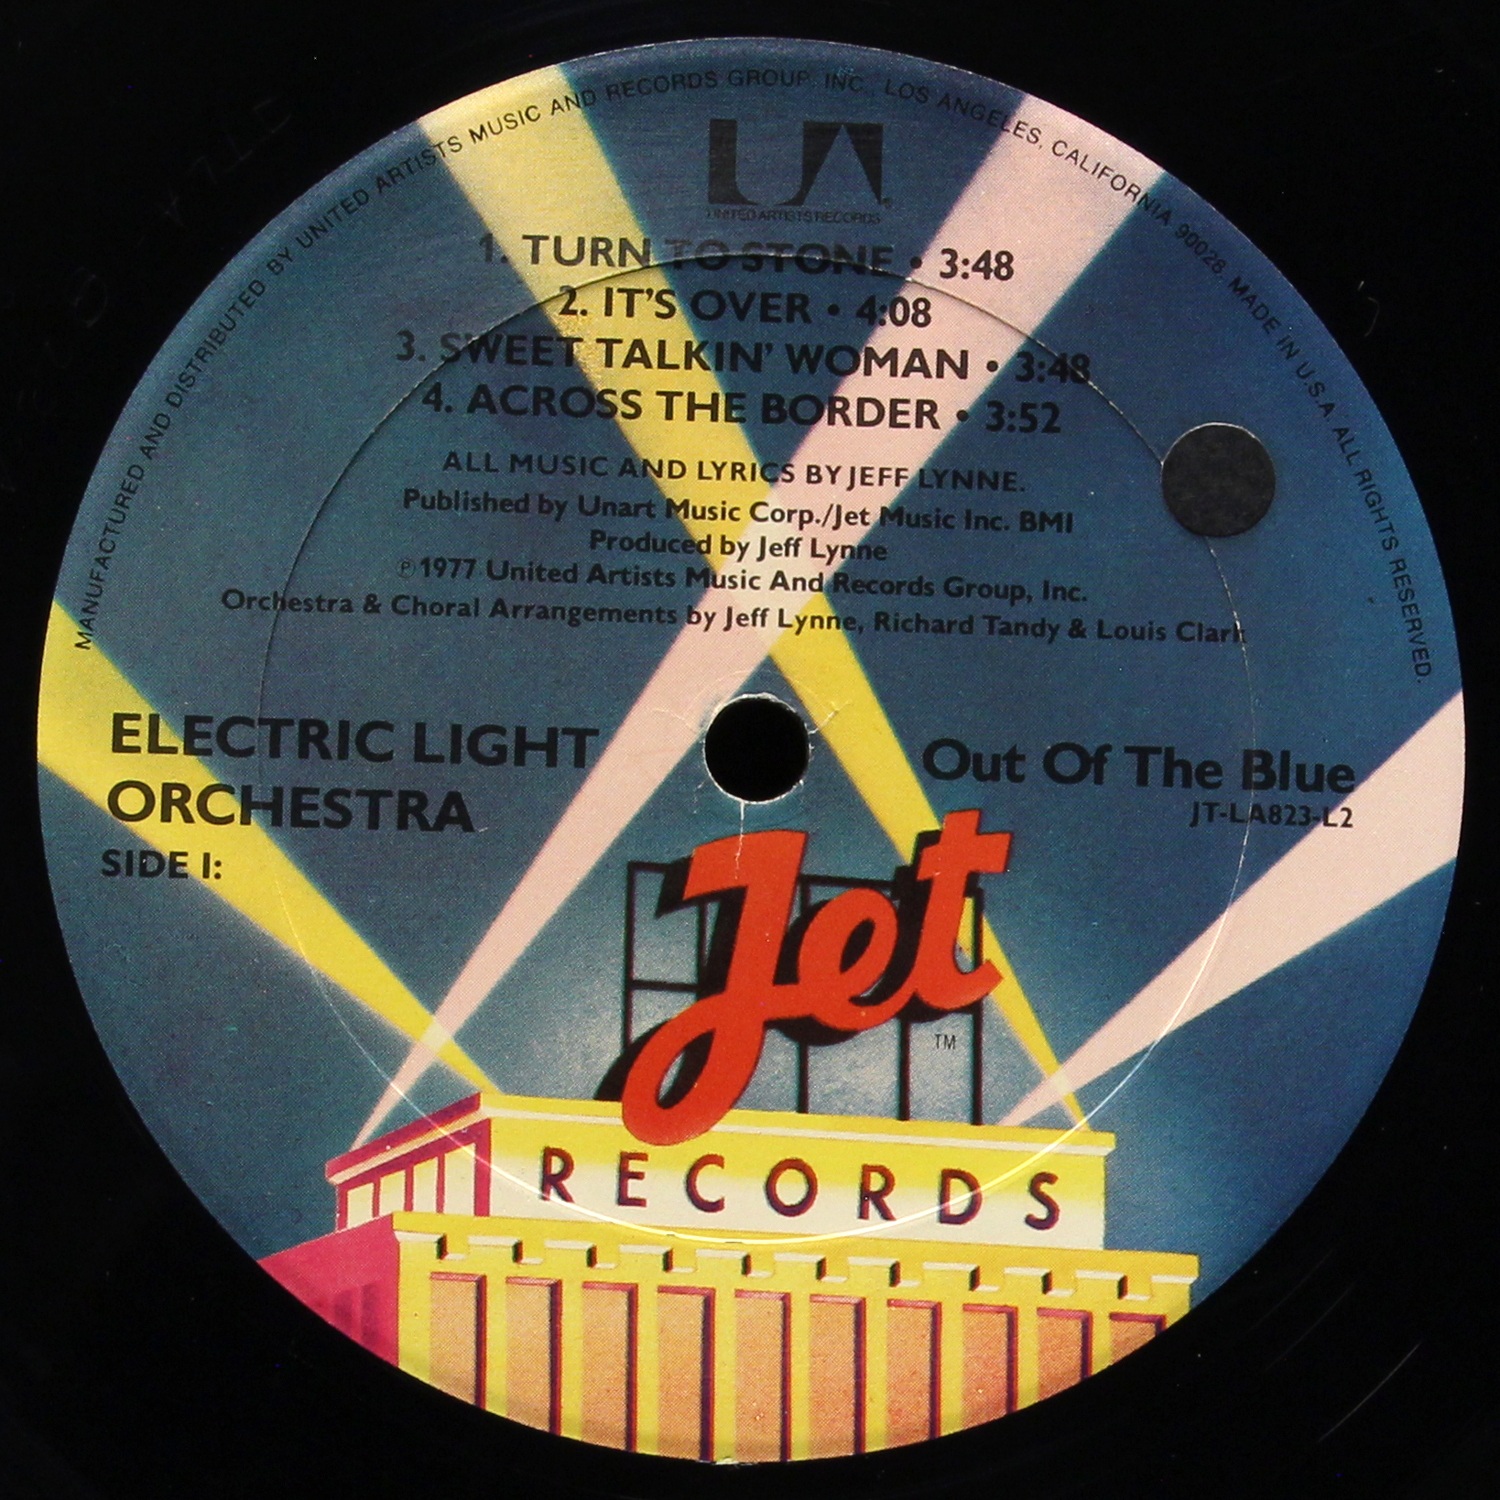 MANUFACTURED AND DISTRIBUTED BY UNITED ARTISTS MUSIC AND RECORDS GROUP, INC., LOS ANGELES, CALIFORNIA 90028. MADE IN U.S.A. ALL RIGHTS RESERVED.
UA®
UNITED ARTISTS RECORDS
1. TURN TO STONE • 3:48
2. IT'S OVER • 4:08
3. SWEET TALKIN' WOMAN • 3:48
4. ACROSS THE BORDER • 3:52
ALL MUSIC AND LYRICS BY JEFF LYNNE.
Published by Unart Music Corp./Jet Music Inc. BMI
Produced by Jeff Lynne
℗1977 United Artists Music And Records Group, Inc.
Orchestra & Choral Arrangements by Jeff Lynne, Richard Tandy & Louis Clark
ELECTRIC LIGHT
ORCHESTRA
SIDE I:
Out Of The Blue
JT-LA823-L2
Jet
TM
RECORDS